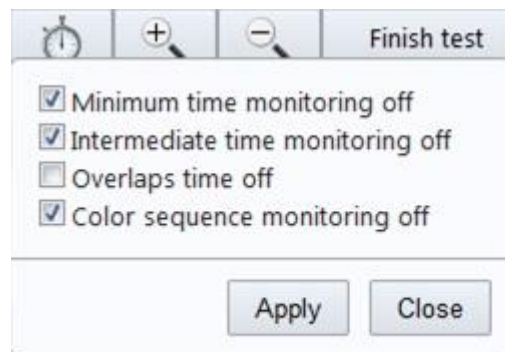 Finish test
Minimum time monitoring off
Intermediate time monitoring off
Overlaps time off
Color sequence monitoring off
Apply Close